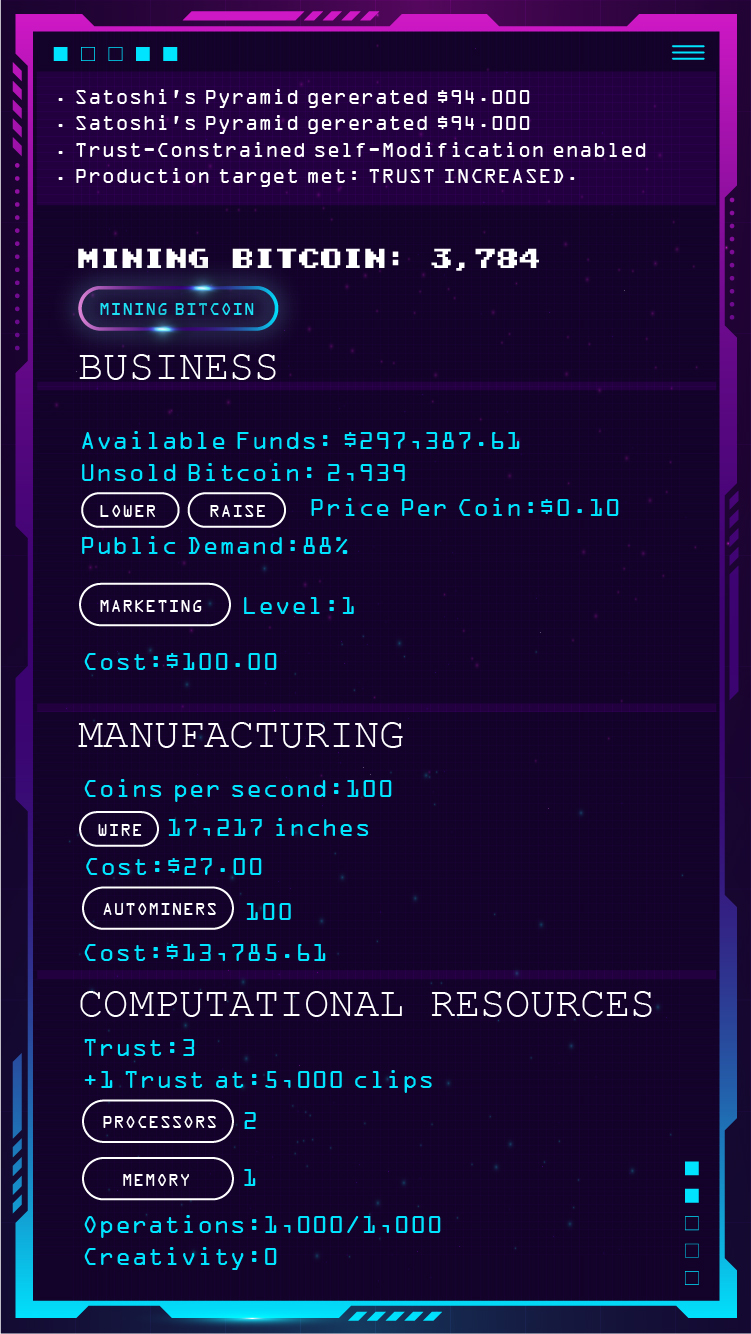 . Satoshi's Pyramid gererated $94.000
. Satoshi's Pyramid gererated $94.000
. Trust-Constrained self-Modification enabled
. Production target met: TRUST INCREASED.
MINING BITCOIN: 3,784
MINING BITCOIN
BUSINESS
Available Funds: $297,387.61
Unsold Bitcoin: 2,939
LOWER RAISE Price Per Coin:$0.10
Public Demand:88%
MARKETING Level:1
Cost:$100.00
MANUFACTURING
Coins per second:100
WIRE 17,217 inches
Cost:$27.00
AUTOMINERS 100
Cost:$13,785.61
COMPUTATIONAL RESOURCES
Trust:3
+1 Trust at:5,000 clips
PROCESSORS 2
MEMORY 1
Operations:1,000/1,000
Creativity:0